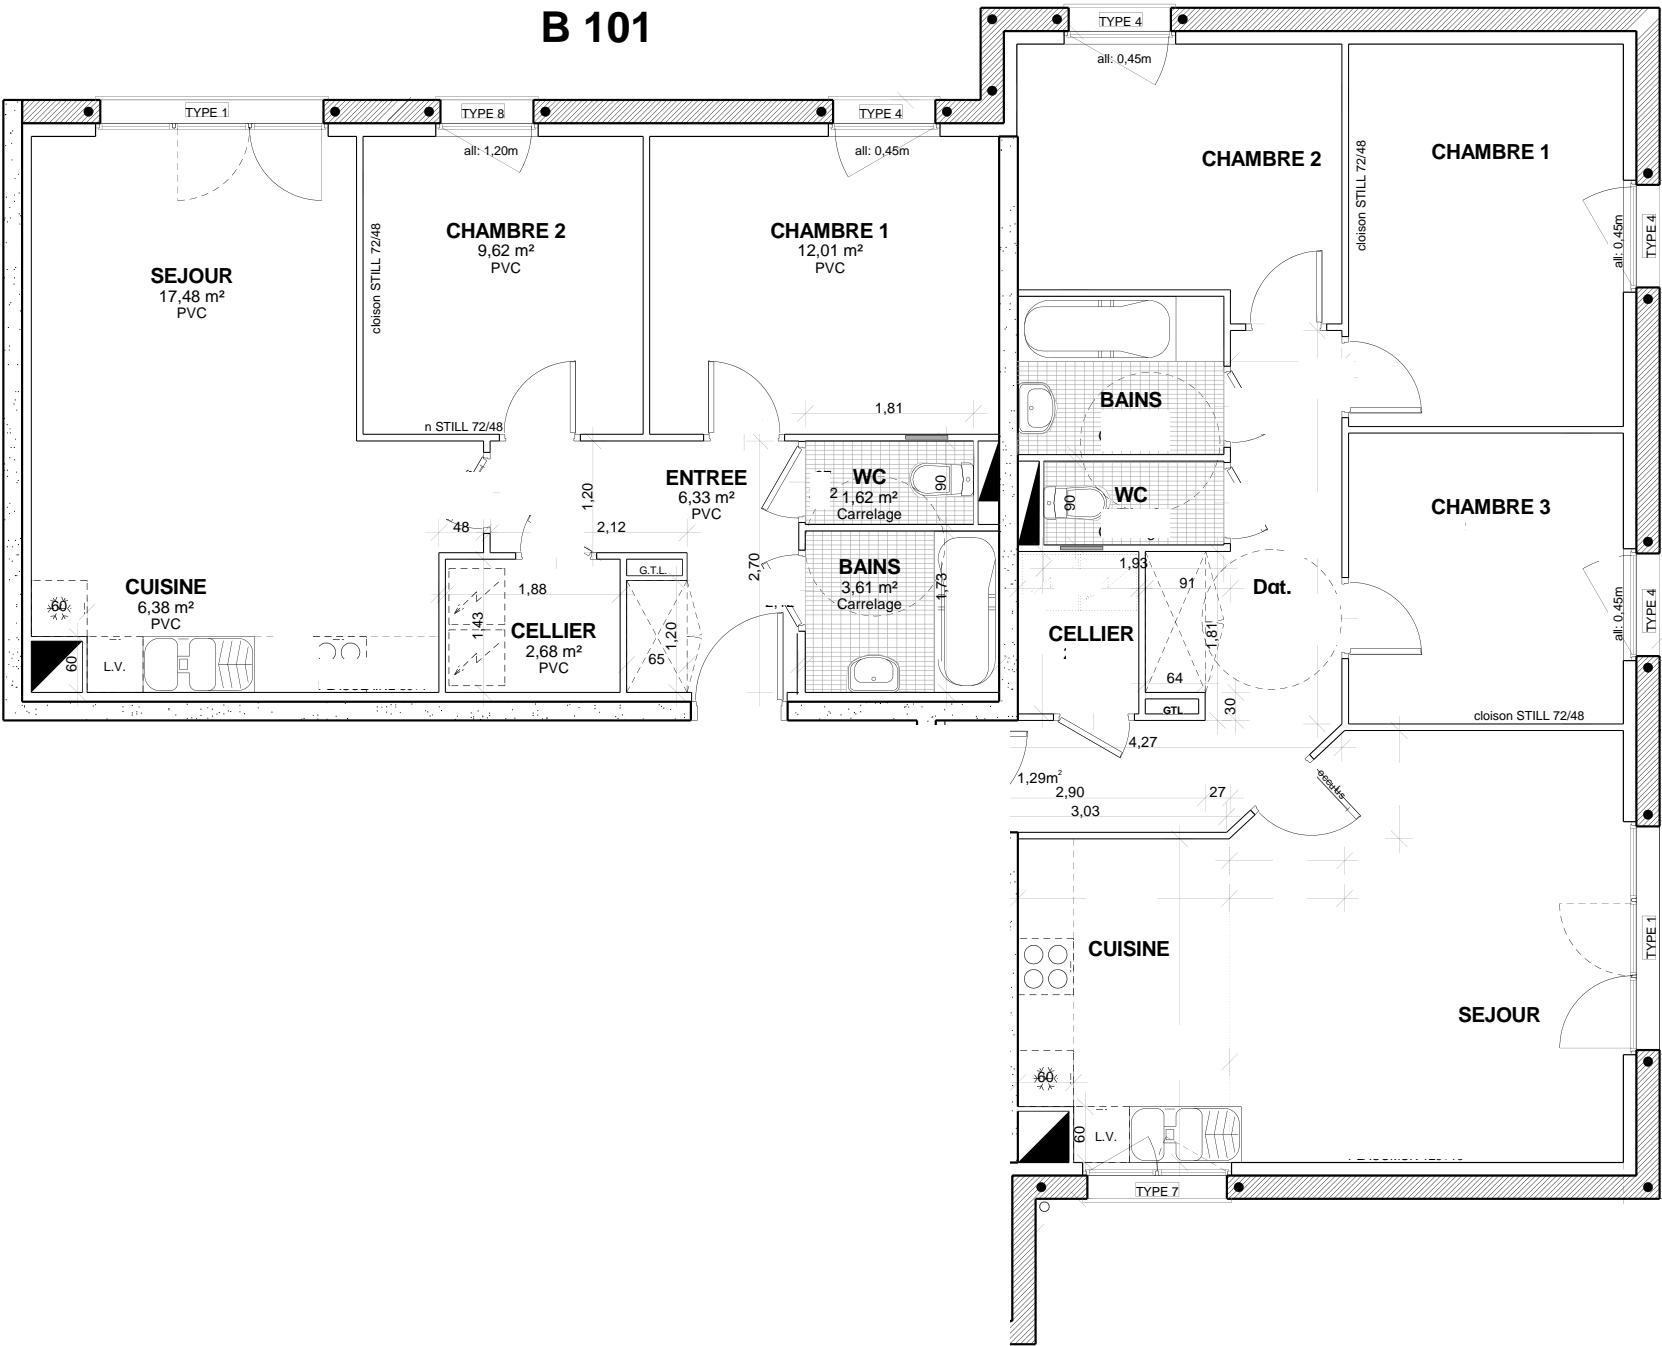 B 101
TYPE 1
TYPE 8
TYPE 4
TYPE 4
all: 1,20m
all: 0,45m
all: 0,45m
SEJOUR
17,48 m²
PVC
cloison STILL 72/48
CHAMBRE 2
9,62 m²
PVC
CHAMBRE 1
12,01 m²
PVC
n STILL 72/48
1,81
ENTREE
6,33 m²
PVC
1,20
48
2,12
2,70
WC
2
1,62 m²
Carrelage
90
BAINS
3,61 m²
Carrelage
1,73
CUISINE
6,38 m²
PVC
60
60
L.V.
1,88
1,43
CELLIER
2,68 m²
PVC
G.T.L.
1,20
65
CHAMBRE 2
cloison STILL 72/48
CHAMBRE 1
all: 0,45m
TYPE 4
BAINS
WC
90
CHAMBRE 3
1,93
91
Dat.
1,81
CELLIER
64
GTL
30
all: 0,45m
TYPE 4
cloison STILL 72/48
4,27
1,29m²
2,90
27
3,03
occulus
CUISINE
SEJOUR
TYPE 1
60
60
L.V.
TYPE 7